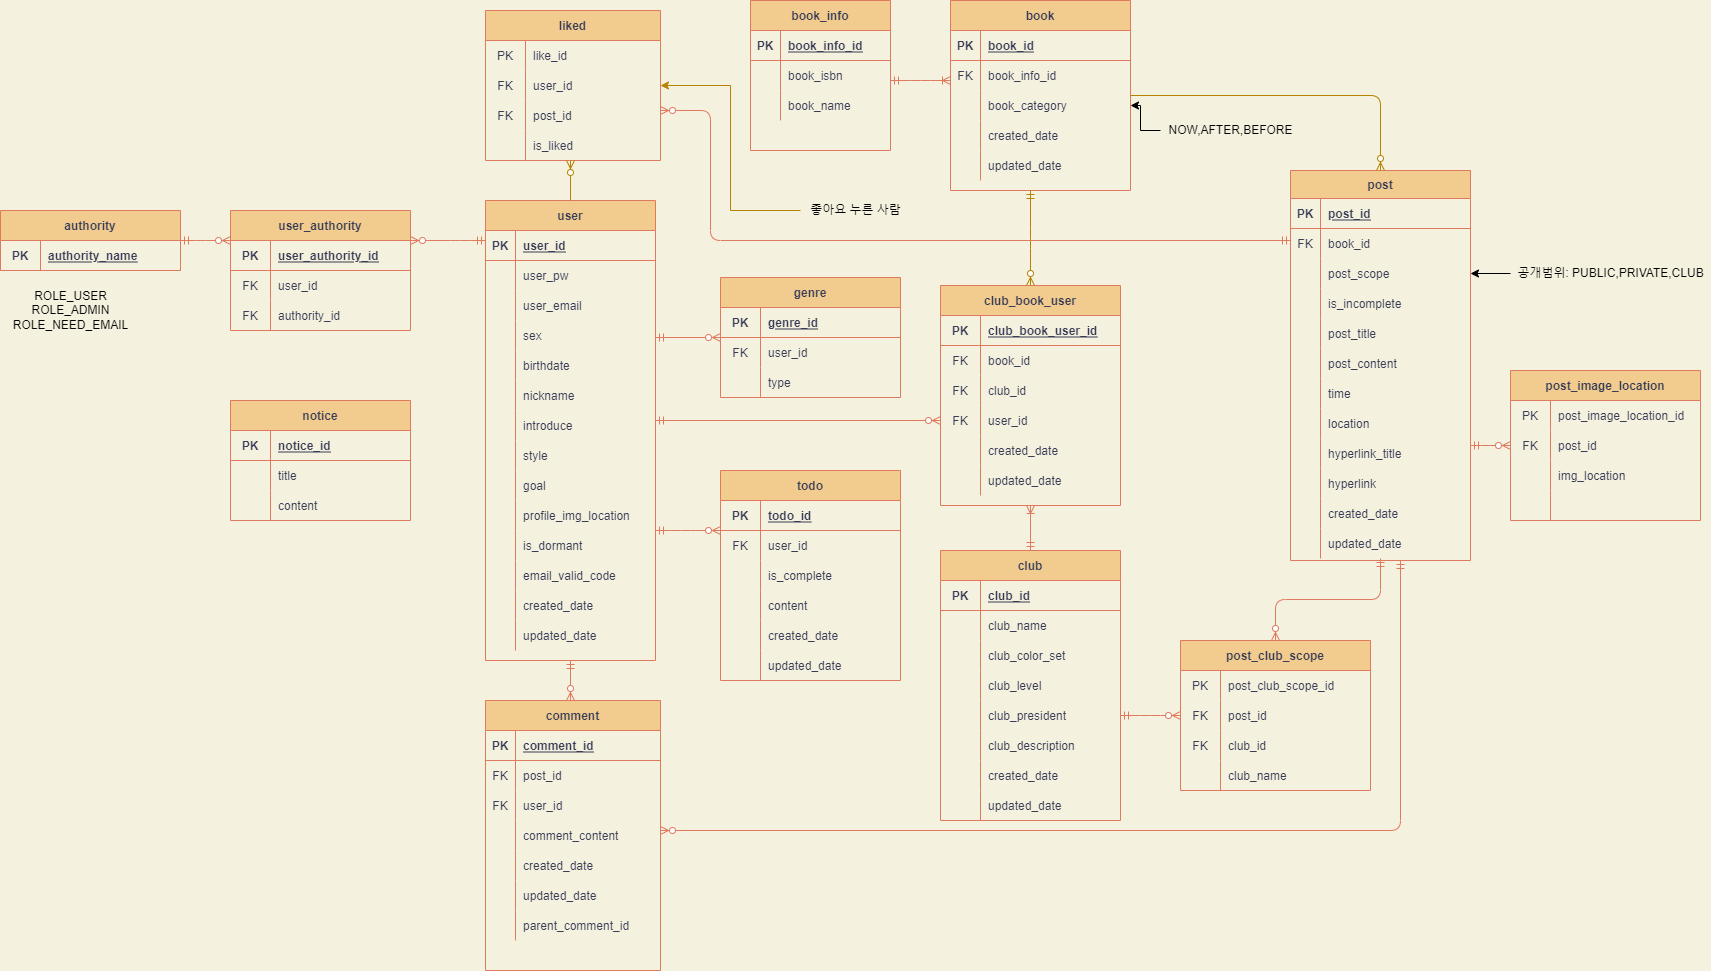 liked
PK like_id
FK user_id
FK post_id
is_liked
book_info
PK book_info_id
book_isbn
book_name
book
PK book_id
FK book_info_id
book_category
created_date
updated_date
NOW,AFTER,BEFORE
좋아요 누른 사람
authority
PK authority_name
ROLE_USER
ROLE_ADMIN
ROLE_NEED_EMAIL
user_authority
PK user_authority_id
FK user_id
FK authority_id
notice
PK notice_id
title
content
user
PK user_id
user_pw
user_email
sex
birthdate
nickname
introduce
style
goal
profile_img_location
is_dormant
email_valid_code
created_date
updated_date
genre
PK genre_id
FK user_id
type
todo
PK todo_id
FK user_id
is_complete
content
created_date
updated_date
club_book_user
PK club_book_user_id
FK book_id
FK club_id
FK user_id
created_date
updated_date
club
PK club_id
club_name
club_color_set
club_level
club_president
club_description
created_date
updated_date
post
PK post_id
FK book_id
post_scope
is_incomplete
post_title
post_content
time
location
hyperlink_title
hyperlink
created_date
updated_date
공개범위: PUBLIC,PRIVATE,CLUB
post_image_location
PK post_image_location_id
FK post_id
img_location
post_club_scope
PK post_club_scope_id
FK post_id
FK club_id
club_name
comment
PK comment_id
FK post_id
FK user_id
comment_content
created_date
updated_date
parent_comment_id